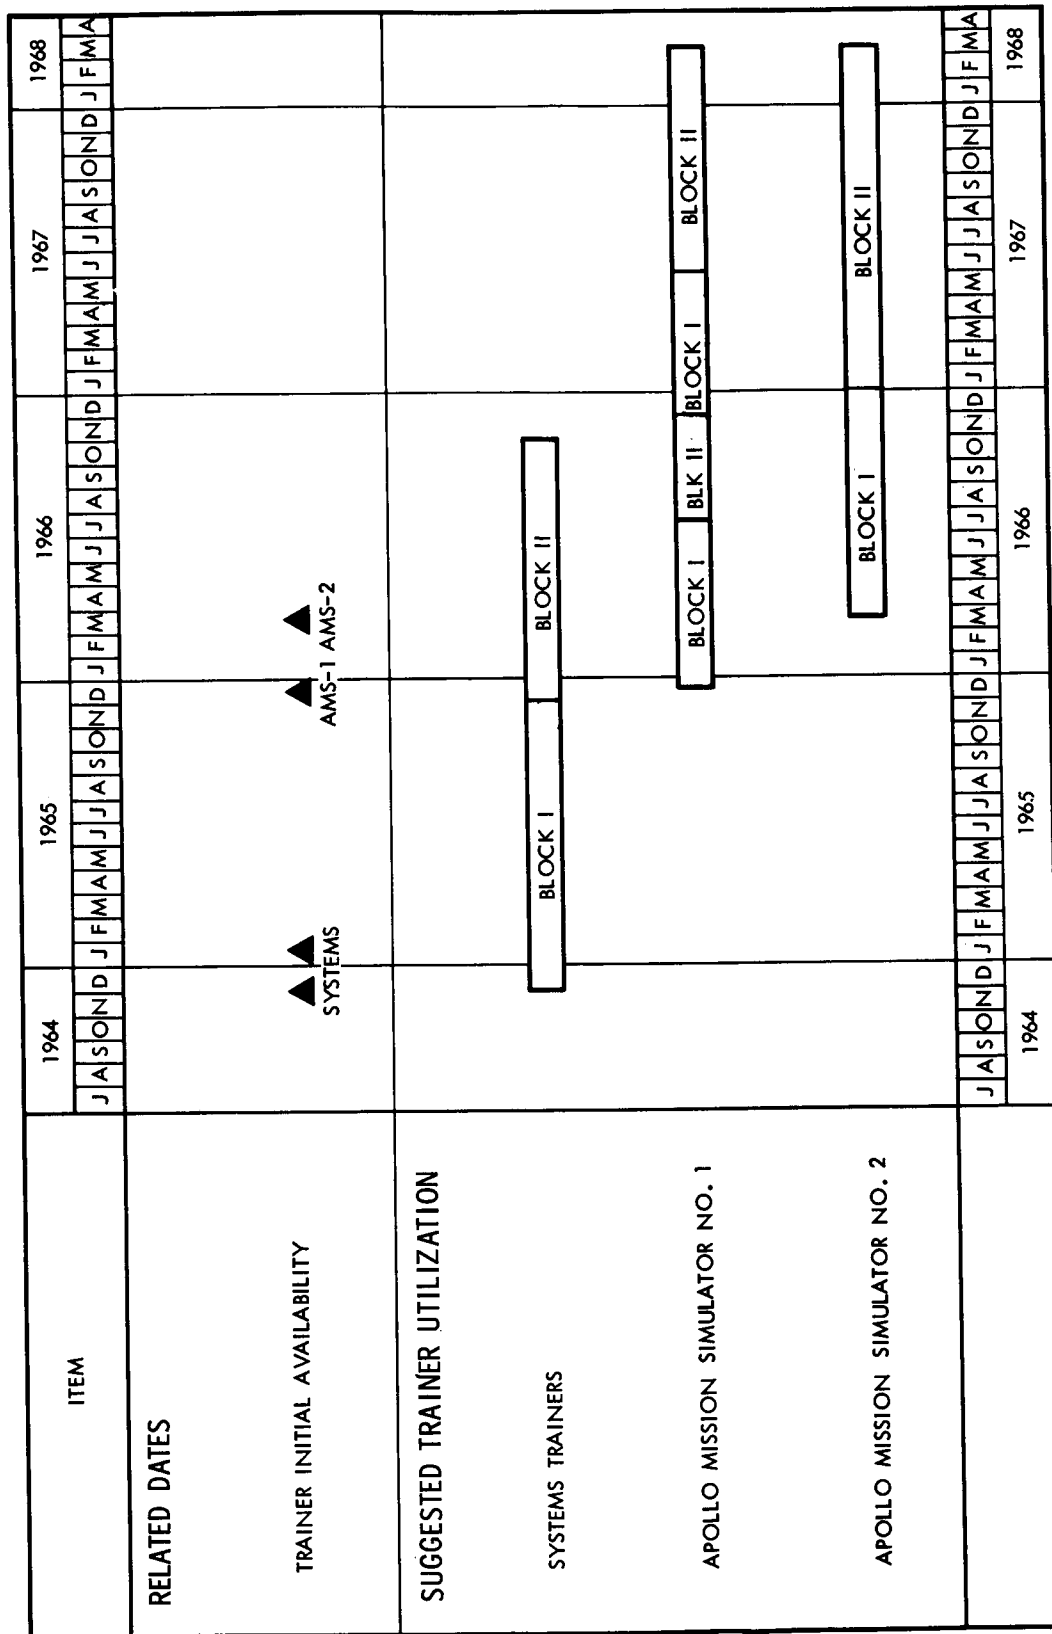 ITEM
1964 1965 1966 1967 1968
J A S O N D J F M A M J J A S O N D J F M A M J J A S O N D J F M A M J J A S O N D J F M A
RELATED DATES
TRAINER INITIAL AVAILABILITY
SYSTEMS AMS-1 AMS-2
SUGGESTED TRAINER UTILIZATION
SYSTEMS TRAINERS
BLOCK I BLOCK II
APOLLO MISSION SIMULATOR NO. 1
BLOCK I BLK II BLOCK I BLOCK II
APOLLO MISSION SIMULATOR NO. 2
BLOCK I BLOCK II
J A S O N D J F M A M J J A S O N D J F M A M J J A S O N D J F M A M J J A S O N D J F M A
1964 1965 1966 1967 1968